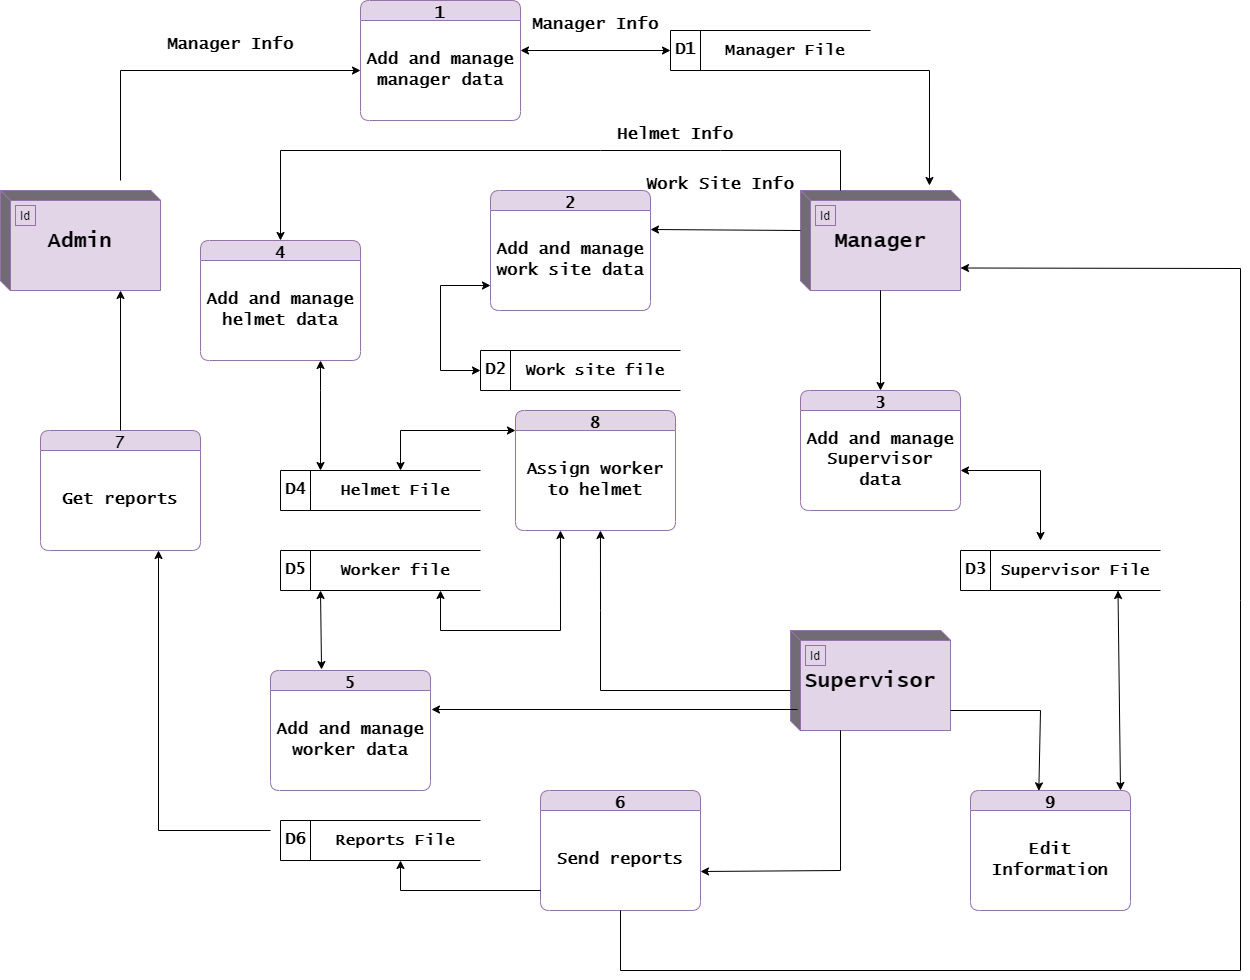 1
Manager Info
Manager Info
Add and manage
manager data
D1
Manager File
Helmet Info
Work Site Info
2
Id
Admin
Id
Manager
4
Add and manage
work site data
Add and manage
helmet data
D2
Work site file
3
8
7
Add and manage
Supervisor
data
Assign worker
to helmet
Get reports
D4
Helmet File
D5
Worker file
D3
Supervisor File
Id
Supervisor
5
Add and manage
worker data
6
9
D6
Reports File
Send reports
Edit
Information